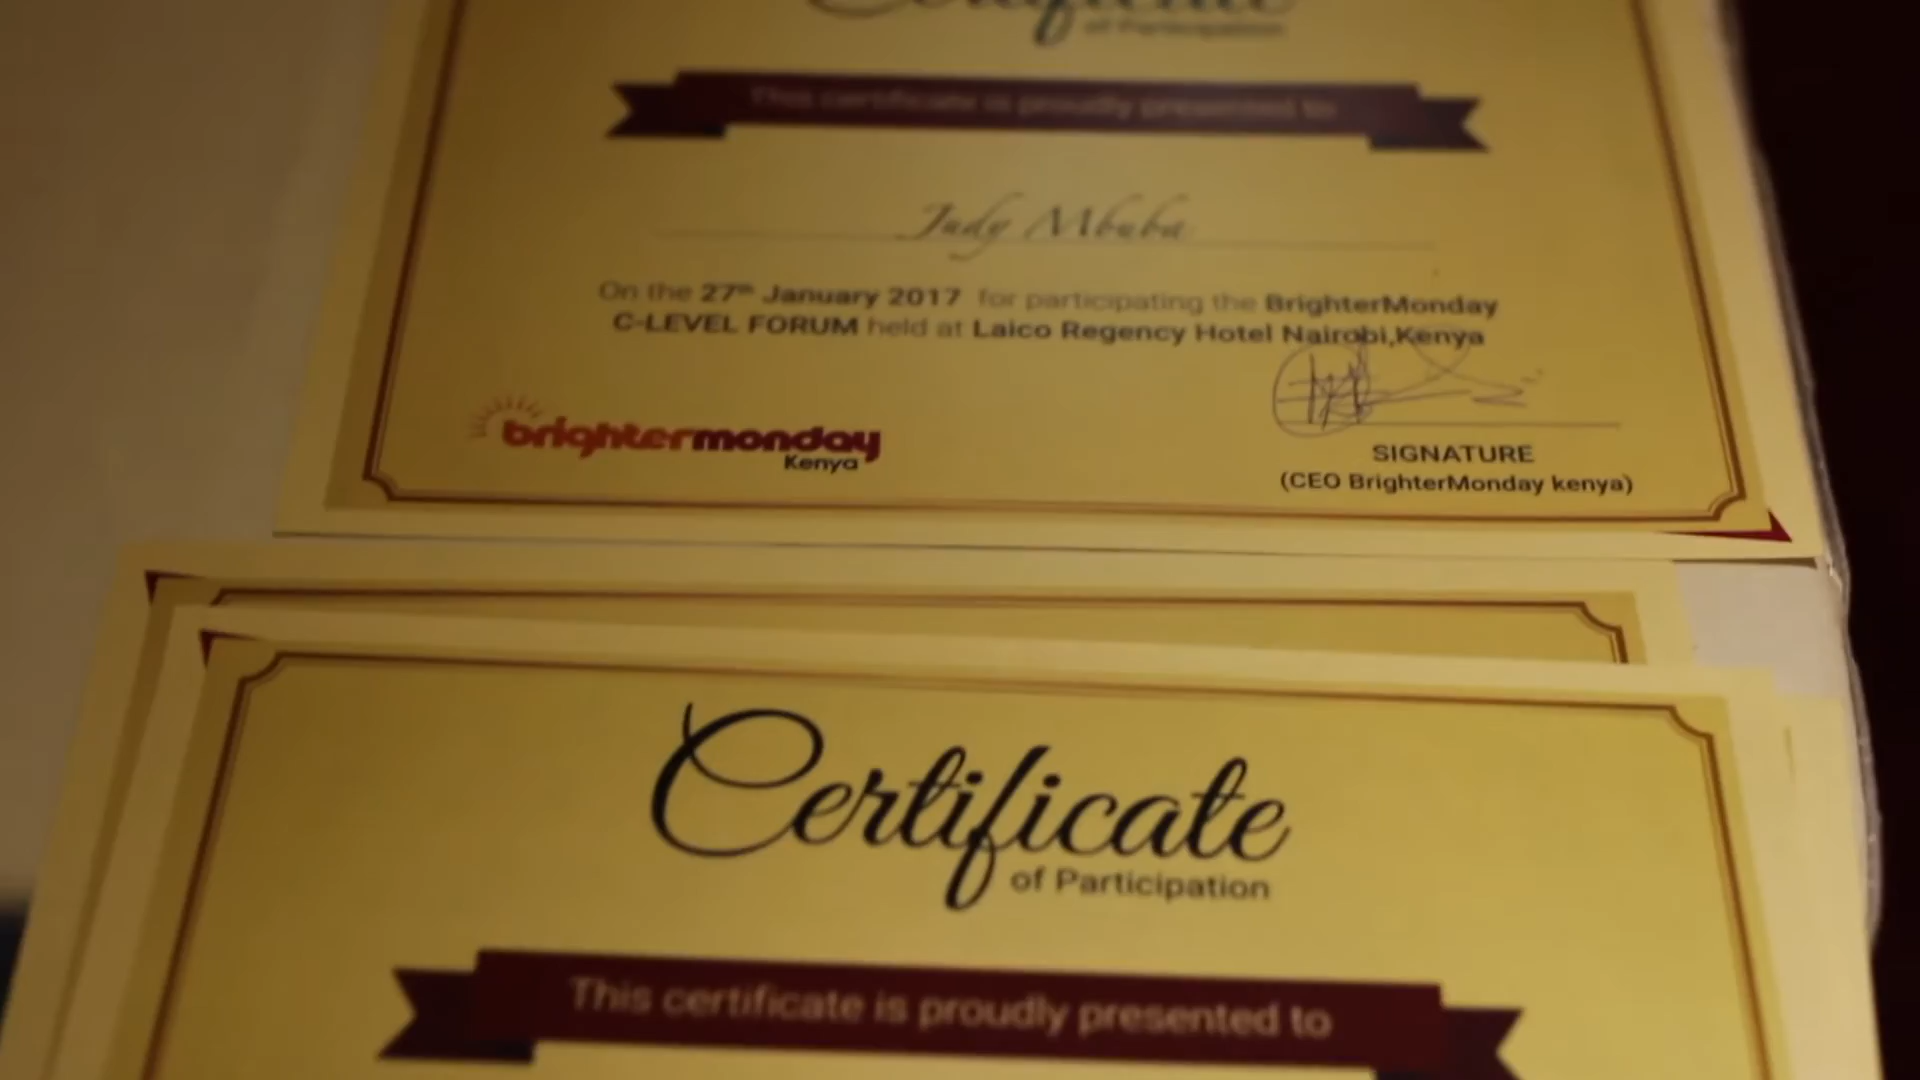 Certificate
of Participation
This certificate is proudly presented to
Judy Mbuba
On the 27th January 2017 for participating the BrighterMonday
C-LEVEL FORUM held at Laico Regency Hotel Nairobi,Kenya
brightermonday
Kenya
SIGNATURE
(CEO BrighterMonday kenya)
Certificate
of Participation
This certificate is proudly presented to